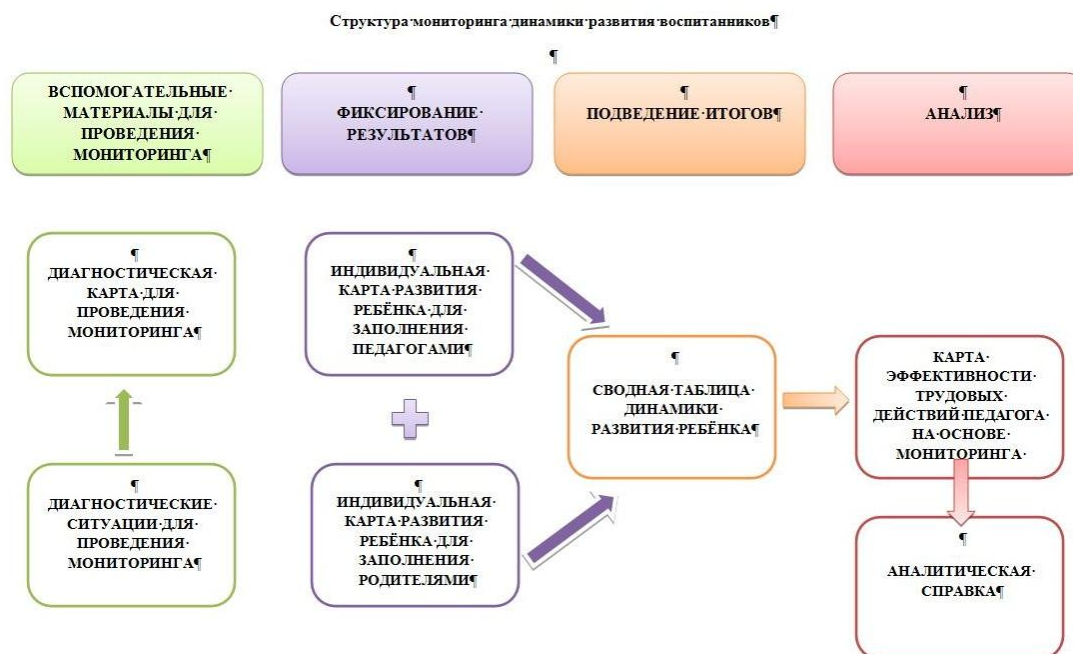 Структура·мониторинга·динамики·развития·воспитанников¶
¶
ВСПОМОГАТЕЛЬНЫЕ·
МАТЕРИАЛЫ·ДЛЯ·
ПРОВЕДЕНИЯ·
МОНИТОРИНГА¶
¶
ФИКСИРОВАНИЕ·
РЕЗУЛЬТАТОВ¶
¶
ПОДВЕДЕНИЕ·ИТОГОВ¶
¶
АНАЛИЗ¶
¶
ДИАГНОСТИЧЕСКАЯ·
КАРТА·ДЛЯ·
ПРОВЕДЕНИЯ·
МОНИТОРИНГА¶
¶
ДИАГНОСТИЧЕСКИЕ·
СИТУАЦИИ·ДЛЯ·
ПРОВЕДЕНИЯ·
МОНИТОРИНГА¶
¶
ИНДИВИДУАЛЬНАЯ·
КАРТА·РАЗВИТИЯ·
РЕБЁНКА·ДЛЯ·
ЗАПОЛНЕНИЯ·
ПЕДАГОГАМИ¶
¶
ИНДИВИДУАЛЬНАЯ·
КАРТА·РАЗВИТИЯ·
РЕБЁНКА·ДЛЯ·
ЗАПОЛНЕНИЯ·
РОДИТЕЛЯМИ¶
¶
СВОДНАЯ·ТАБЛИЦА·
ДИНАМИКИ·
РАЗВИТИЯ·РЕБЁНКА¶
КАРТА·
ЭФФЕКТИВНОСТИ·
ТРУДОВЫХ·
ДЕЙСТВИЙ·ПЕДАГОГА·
НА·ОСНОВЕ·
МОНИТОРИНГА·
¶
АНАЛИТИЧЕСКАЯ·
СПРАВКА¶